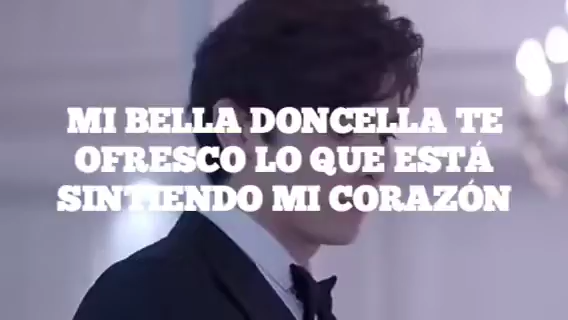 MI BELLA DONCELLA TE
OFRESCO LO QUE ESTÁ
SINTIENDO MI CORAZÓN